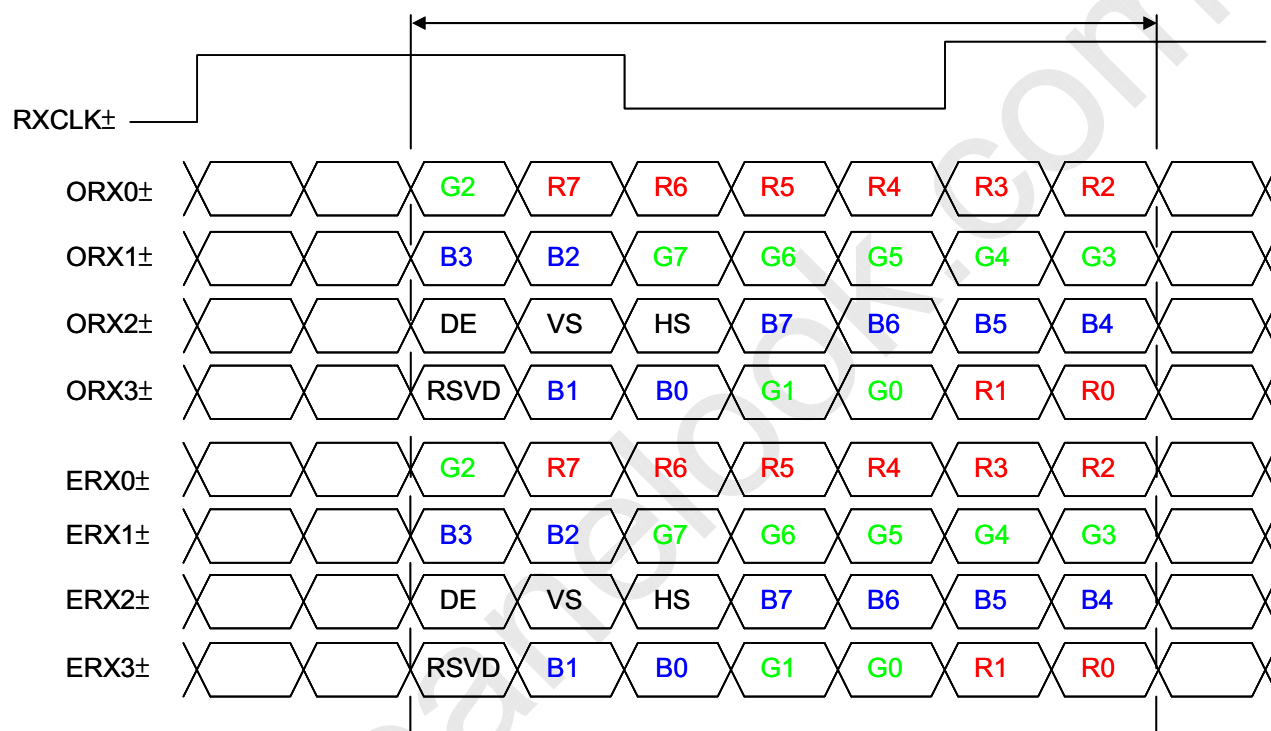 RXCLK±
ORX0± G2 R7 R6 R5 R4 R3 R2
ORX1± B3 B2 G7 G6 G5 G4 G3
ORX2± DE VS HS B7 B6 B5 B4
ORX3± RSVD B1 B0 G1 G0 R1 R0
ERX0± G2 R7 R6 R5 R4 R3 R2
ERX1± B3 B2 G7 G6 G5 G4 G3
ERX2± DE VS HS B7 B6 B5 B4
ERX3± RSVD B1 B0 G1 G0 R1 R0
anelook.com